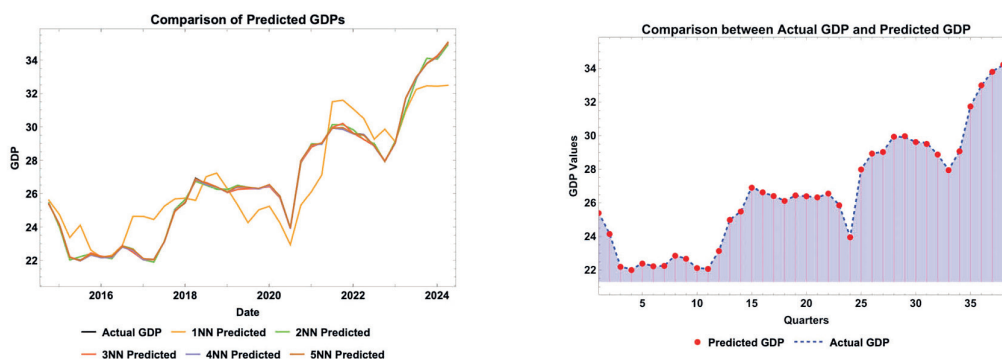 Comparison of Predicted GDPs
34
32
30
28
26
24
22
GDP
2016
2018
2020
2022
2024
Date
Actual GDP
1NN Predicted
2NN Predicted
3NN Predicted
4NN Predicted
5NN Predicted
Comparison between Actual GDP and Predicted GDP
34
32
30
28
26
24
22
GDP Values
5
10
15
20
25
30
35
Quarters
Predicted GDP
Actual GDP